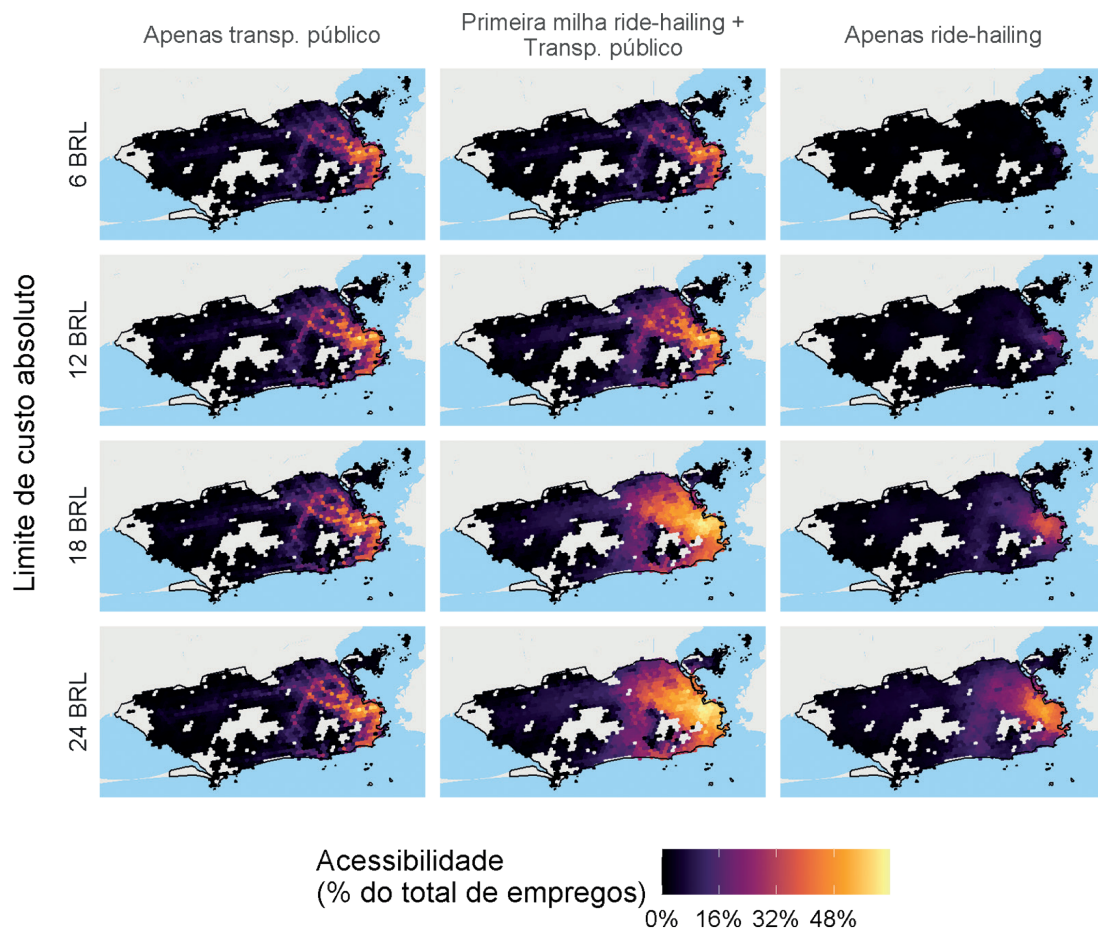 Apenas transp. público
Primeira milha ride-hailing +
Transp. público
Apenas ride-hailing
Limite de custo absoluto
6 BRL
12 BRL
18 BRL
24 BRL
Acessibilidade
(% do total de empregos)
0% 16% 32% 48%